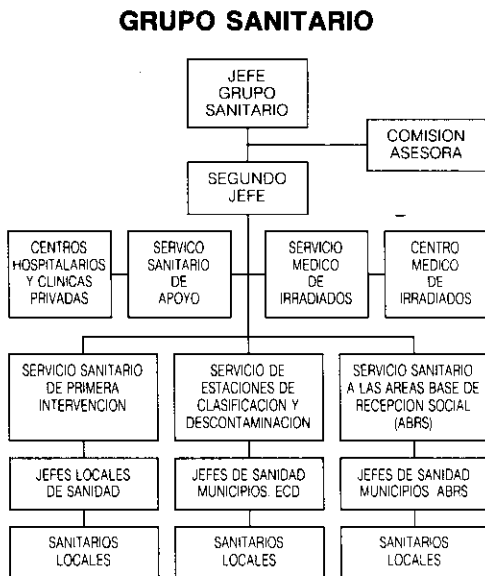 GRUPO SANITARIO
JEFE
GRUPO
SANITARIO
COMISION
ASESORA
SEGUNDO
JEFE
CENTROS
HOSPITALARIOS
Y CLINICAS
PRIVADAS
SERVICO
SANITARIO
DE
APOYO
SERVICIO
MEDICO
DE
IRRADIADOS
CENTRO
MEDICO
DE
IRRADIADOS
SERVICIO SANITARIO
DE PRIMERA
INTERVENCION
SERVICIO DE
ESTACIONES DE
CLASIFICACION Y
DESCONTAMINACION
SERVICIO SANITARIO
A LAS AREAS BASE DE
RECEPCION SOCIAL
(ABRS)
JEFES LOCALES
DE SANIDAD
JEFES DE SANIDAD
MUNICIPIOS. ECD
JEFES DE SANIDAD
MUNICIPIOS ABRS
SANITARIOS
LOCALES
SANITARIOS
LOCALES
SANITARIOS
LOCALES